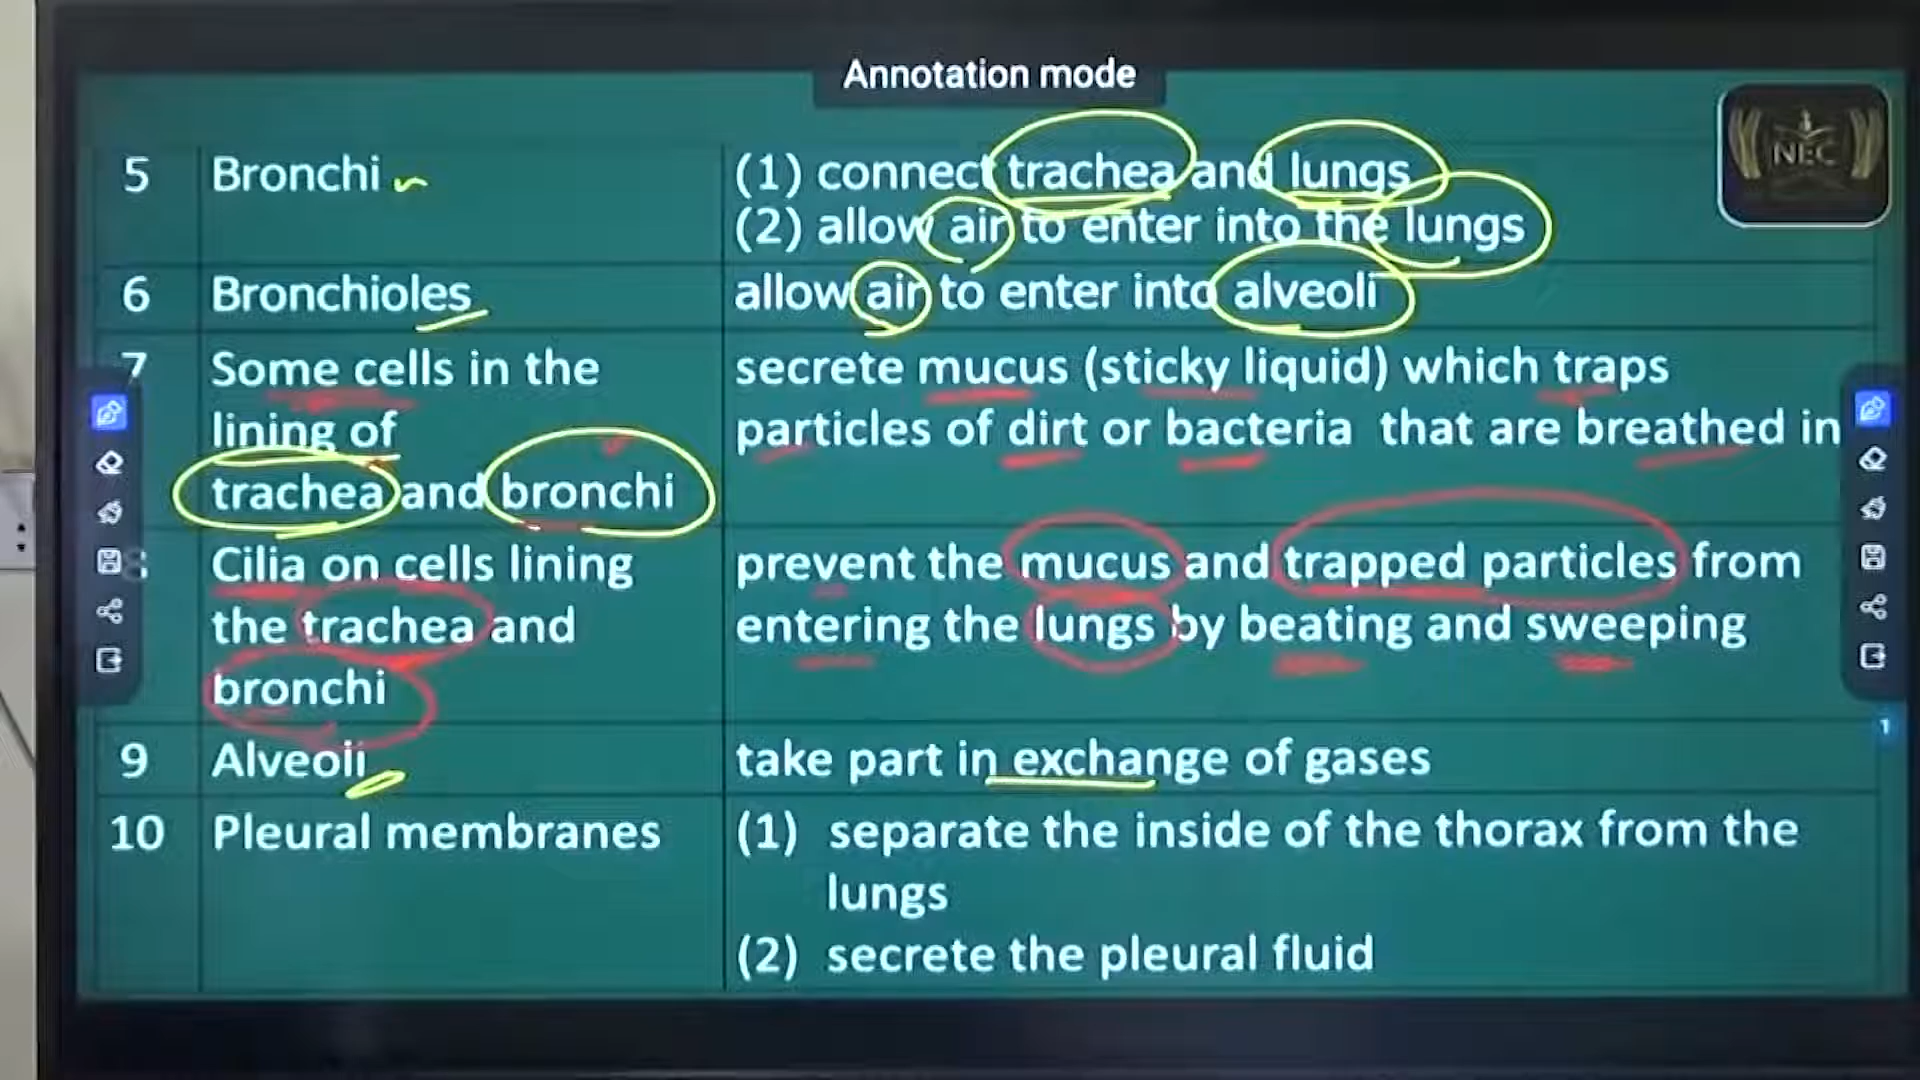 Annotation mode
NEC
5 Bronchi (1) connect trachea and lungs
(2) allow air to enter into the lungs
6 Bronchioles allow air to enter into alveoli
7 Some cells in the secrete mucus (sticky liquid) which traps
lining of particles of dirt or bacteria that are breathed in
trachea and bronchi
8 Cilia on cells lining prevent the mucus and trapped particles from
the trachea and entering the lungs by beating and sweeping
bronchi
9 Alveoli take part in exchange of gases
1
10 Pleural membranes (1) separate the inside of the thorax from the
lungs
(2) secrete the pleural fluid